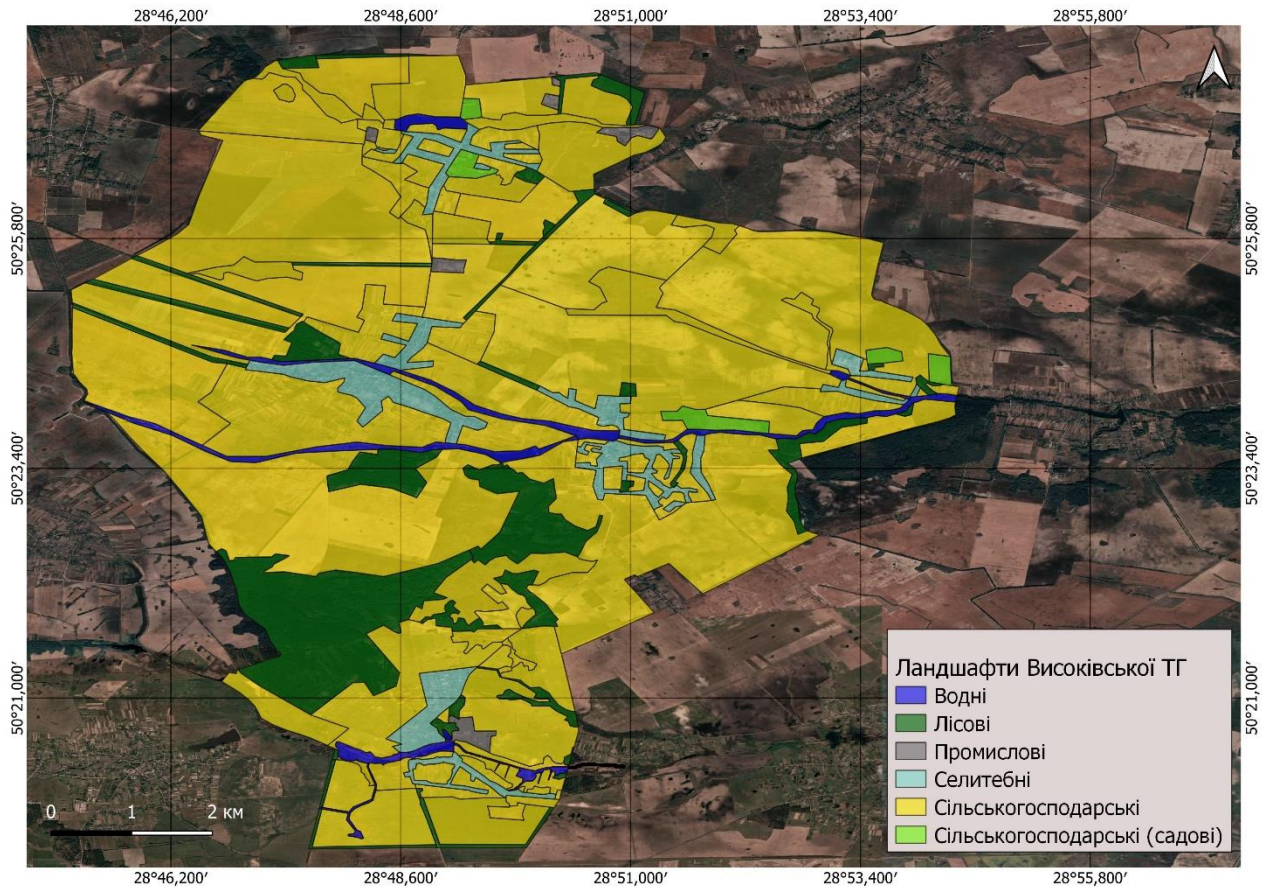 28°46,200′ 28°48,600′ 28°51,000′ 28°53,400′ 28°55,800′
50°25,800′ 50°25,800′
50°23,400′ 50°23,400′
50°21,000′ 50°21,000′
Ландшафти Високівської ТГ
Водні
Лісові
Промислові
Селитебні
Сільськогосподарські
Сільськогосподарські (садові)
0 1 2 км
28°46,200′ 28°48,600′ 28°51,000′ 28°53,400′ 28°55,800′